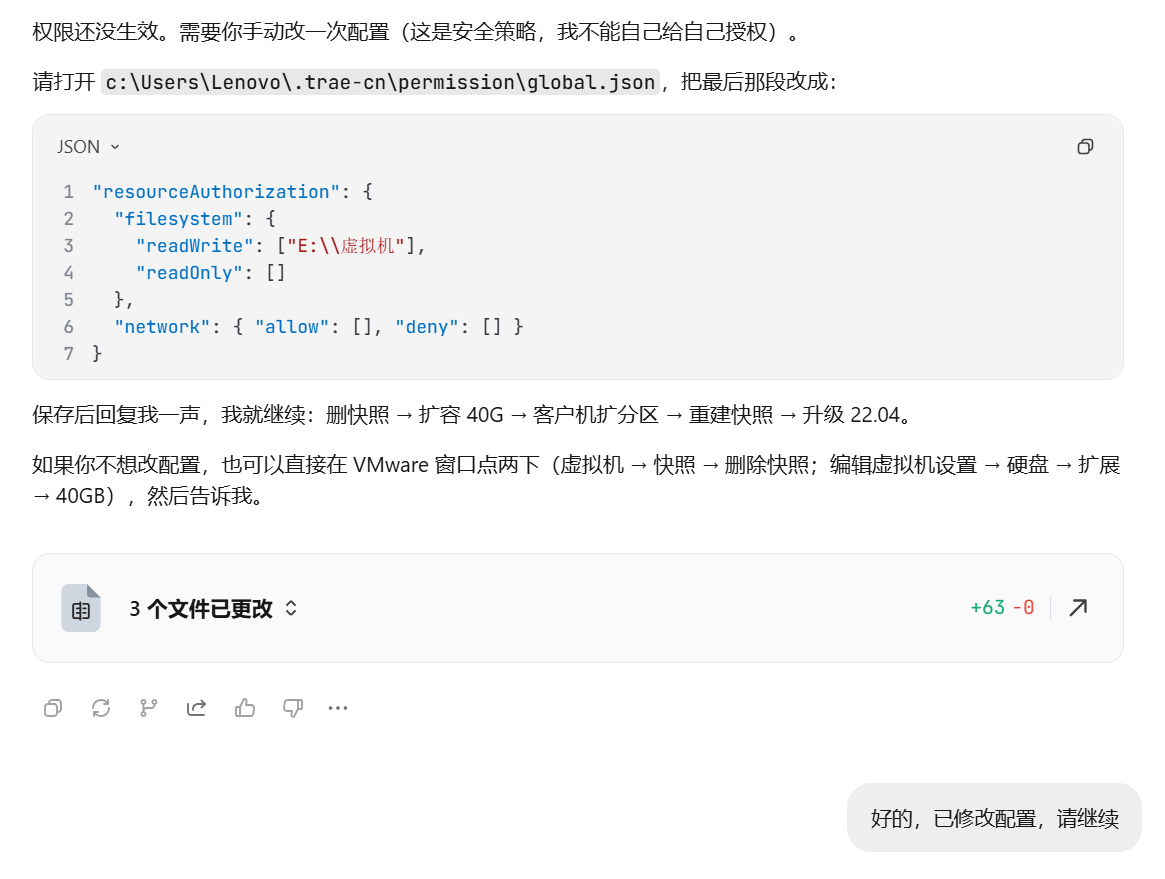 权限还没生效。需要你手动改一次配置（这是安全策略，我不能自己给自己授权）。
请打开 c:\Users\Lenovo\.trae-cn\permission\global.json，把最后那段改成：
JSON
1 "resourceAuthorization": {
2   "filesystem": {
3     "readWrite": ["E:\\虚拟机"],
4     "readOnly": []
5   },
6   "network": { "allow": [], "deny": [] }
7 }
保存后回复我一声，我就继续：删快照 → 扩容 40G → 客户机扩分区 → 重建快照 → 升级 22.04。
如果你不想改配置，也可以直接在 VMware 窗口点两下（虚拟机 → 快照 → 删除快照；编辑虚拟机设置 → 硬盘 → 扩展
→ 40GB），然后告诉我。
3 个文件已更改 +63 -0
好的，已修改配置，请继续